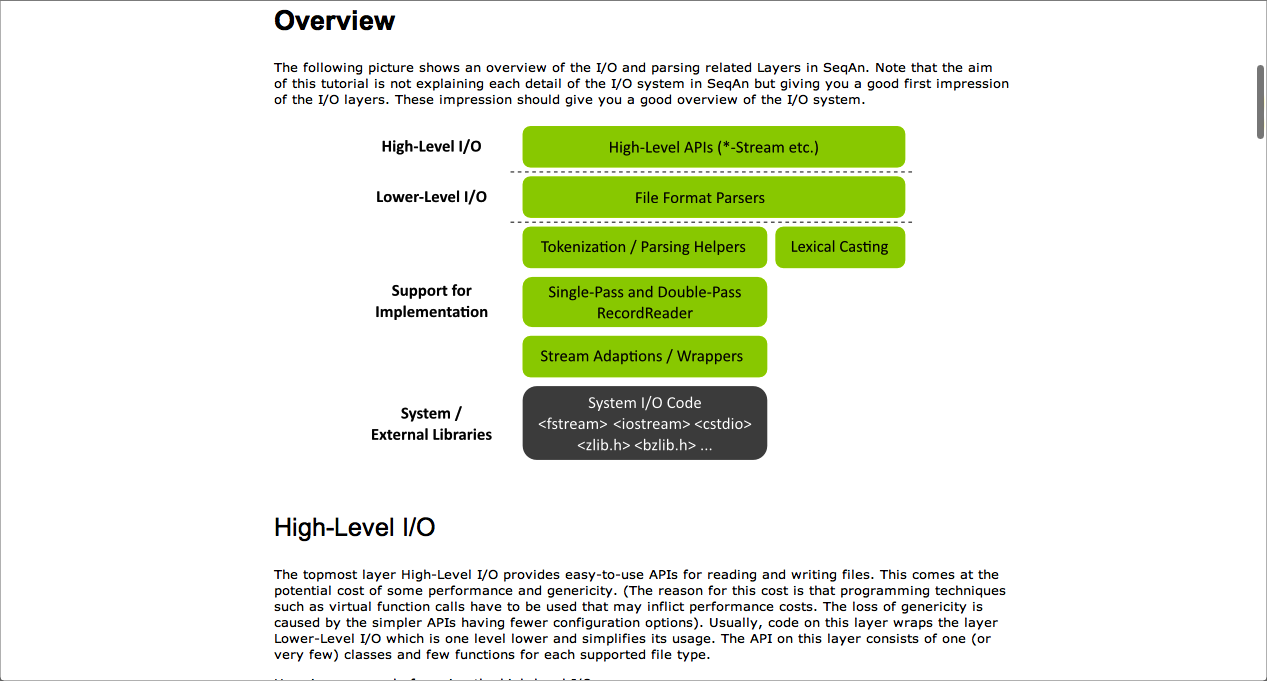 Overview
The following picture shows an overview of the I/O and parsing related Layers in SeqAn. Note that the aim
of this tutorial is not explaining each detail of the I/O system in SeqAn but giving you a good first impression
of the I/O layers. These impression should give you a good overview of the I/O system.
High-Level I/O
High-Level APIs (*-Stream etc.)
Lower-Level I/O
File Format Parsers
Tokenization / Parsing Helpers
Lexical Casting
Support for
Implementation
Single-Pass and Double-Pass
RecordReader
Stream Adaptions / Wrappers
System /
External Libraries
System I/O Code
<fstream> <iostream> <cstdio>
<zlib.h> <bzlib.h> ...
High-Level I/O
The topmost layer High-Level I/O provides easy-to-use APIs for reading and writing files. This comes at the
potential cost of some performance and genericity. (The reason for this cost is that programming techniques
such as virtual function calls have to be used that may inflict performance costs. The loss of genericity is
caused by the simpler APIs having fewer configuration options). Usually, code on this layer wraps the layer
Lower-Level I/O which is one level lower and simplifies its usage. The API on this layer consists of one (or
very few) classes and few functions for each supported file type.